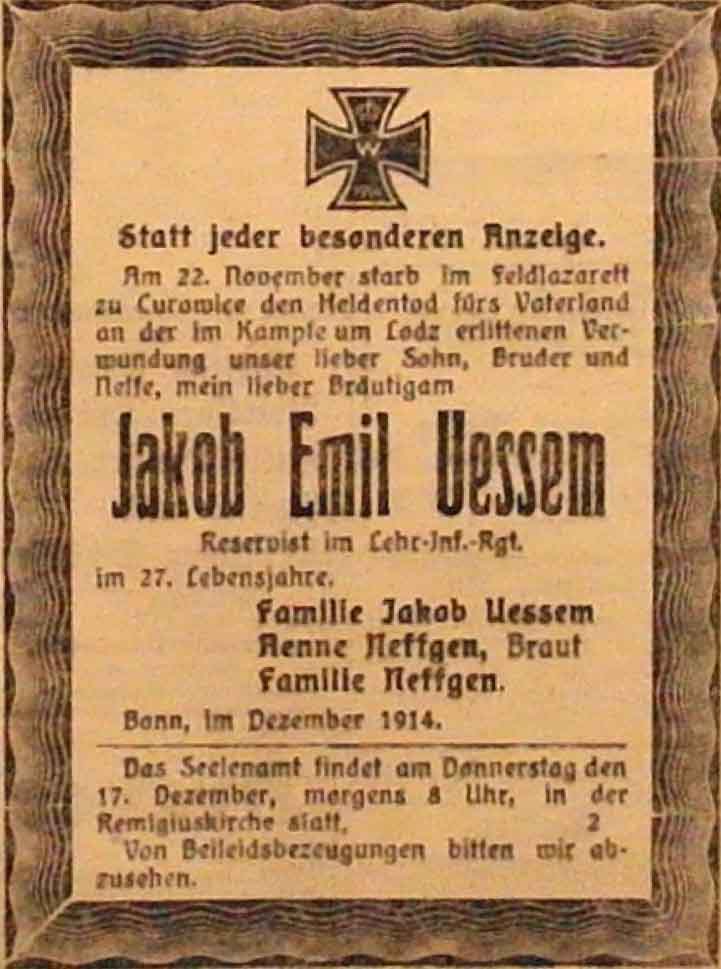 W
Statt jeder besonderen Anzeige.
Am 22. November starb im Feldlazarett
zu Curowice den Heldentod fürs Vaterland
an der im Kampfe um Lodz erlittenen Ver-
wundung unser lieber Sohn, Bruder und
Neffe, mein lieber Bräutigam
Jakob Emil Uessem
Reservist im Lehr-Inf.-Rgt.
im 27. Lebensjahre.
Familie Jakob Uessem
Aenne Neffgen, Braut
Familie Neffgen.
Bonn, im Dezember 1914.
Das Seelenamt findet am Donnerstag den
17. Dezember, morgens 8 Uhr, in der
Remigiuskirche statt. 2
Von Beileidsbezeugungen bitten wir ab-
zusehen.